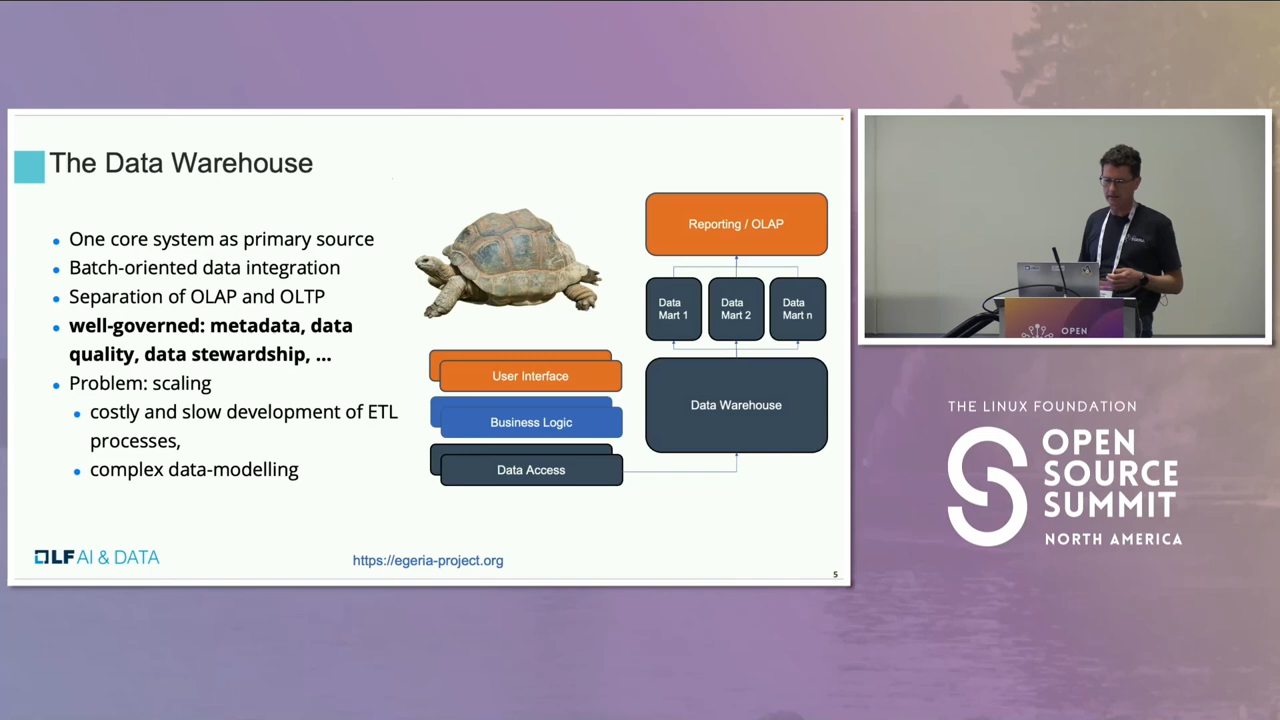 The Data Warehouse
One core system as primary source
Batch-oriented data integration
Separation of OLAP and OLTP
well-governed: metadata, data
quality, data stewardship, ...
Problem: scaling
costly and slow development of ETL
processes,
complex data-modelling
User Interface
Business Logic
Data Access
Reporting / OLAP
Data
Mart 1
Data
Mart 2
Data
Mart n
Data Warehouse
LF AI & DATA
https://egeria-project.org
5
OPEN
THE LINUX FOUNDATION
OPEN
SOURCE
SUMMIT
NORTH AMERICA